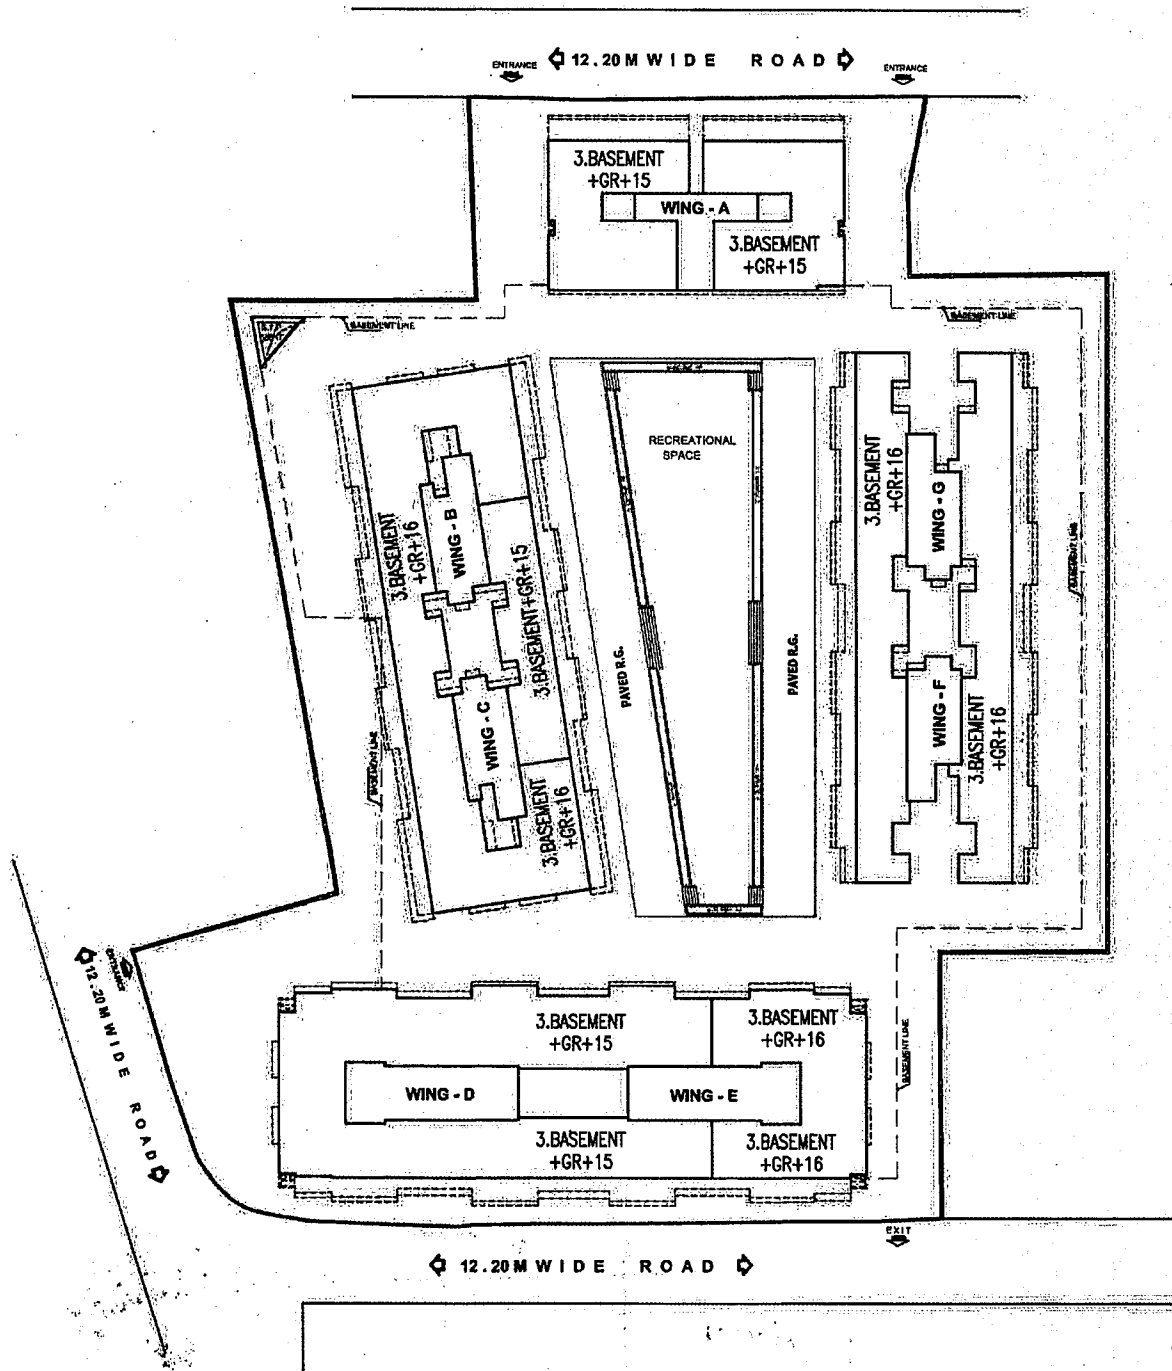 12.20M WIDE ROAD
ENTRANCE
ENTRANCE
3.BASEMENT
+GR+15
WING - A
3.BASEMENT
+GR+15
BASEMENT LINE
BASEMENT LINE
RECREATIONAL
SPACE
3.BASEMENT
+GR+16
WING - B
3.BASEMENT+GR+15
WING - C
3.BASEMENT
+GR+16
PAVED R.G.
PAVED R.G.
3.BASEMENT
+GR+16
WING - G
WING - F
3.BASEMENT
+GR+16
BASEMENT LINE
BASEMENT LINE
ENTRANCE
12.20M WIDE ROAD
3.BASEMENT
+GR+15
3.BASEMENT
+GR+16
WING - D
WING - E
3.BASEMENT
+GR+15
3.BASEMENT
+GR+16
BASEMENT LINE
EXIT
12.20M WIDE ROAD